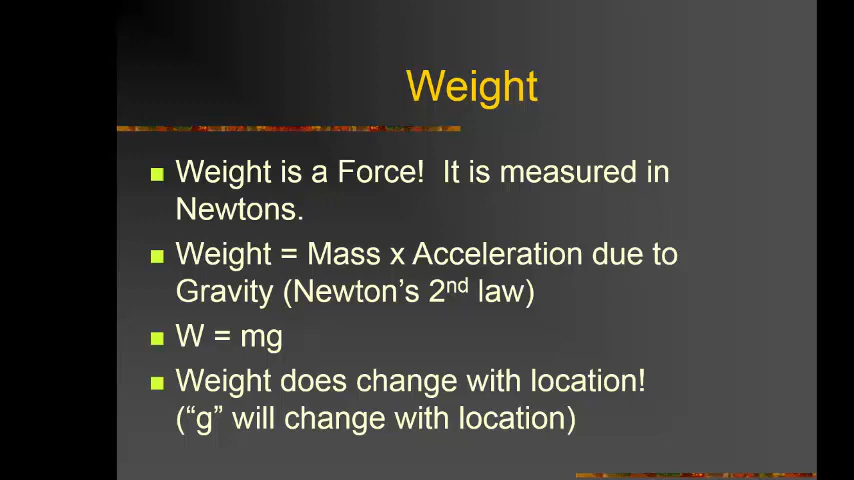 Weight
Weight is a Force!  It is measured in
Newtons.
Weight = Mass x Acceleration due to
Gravity (Newton’s 2nd law)
W = mg
Weight does change with location!
(“g” will change with location)